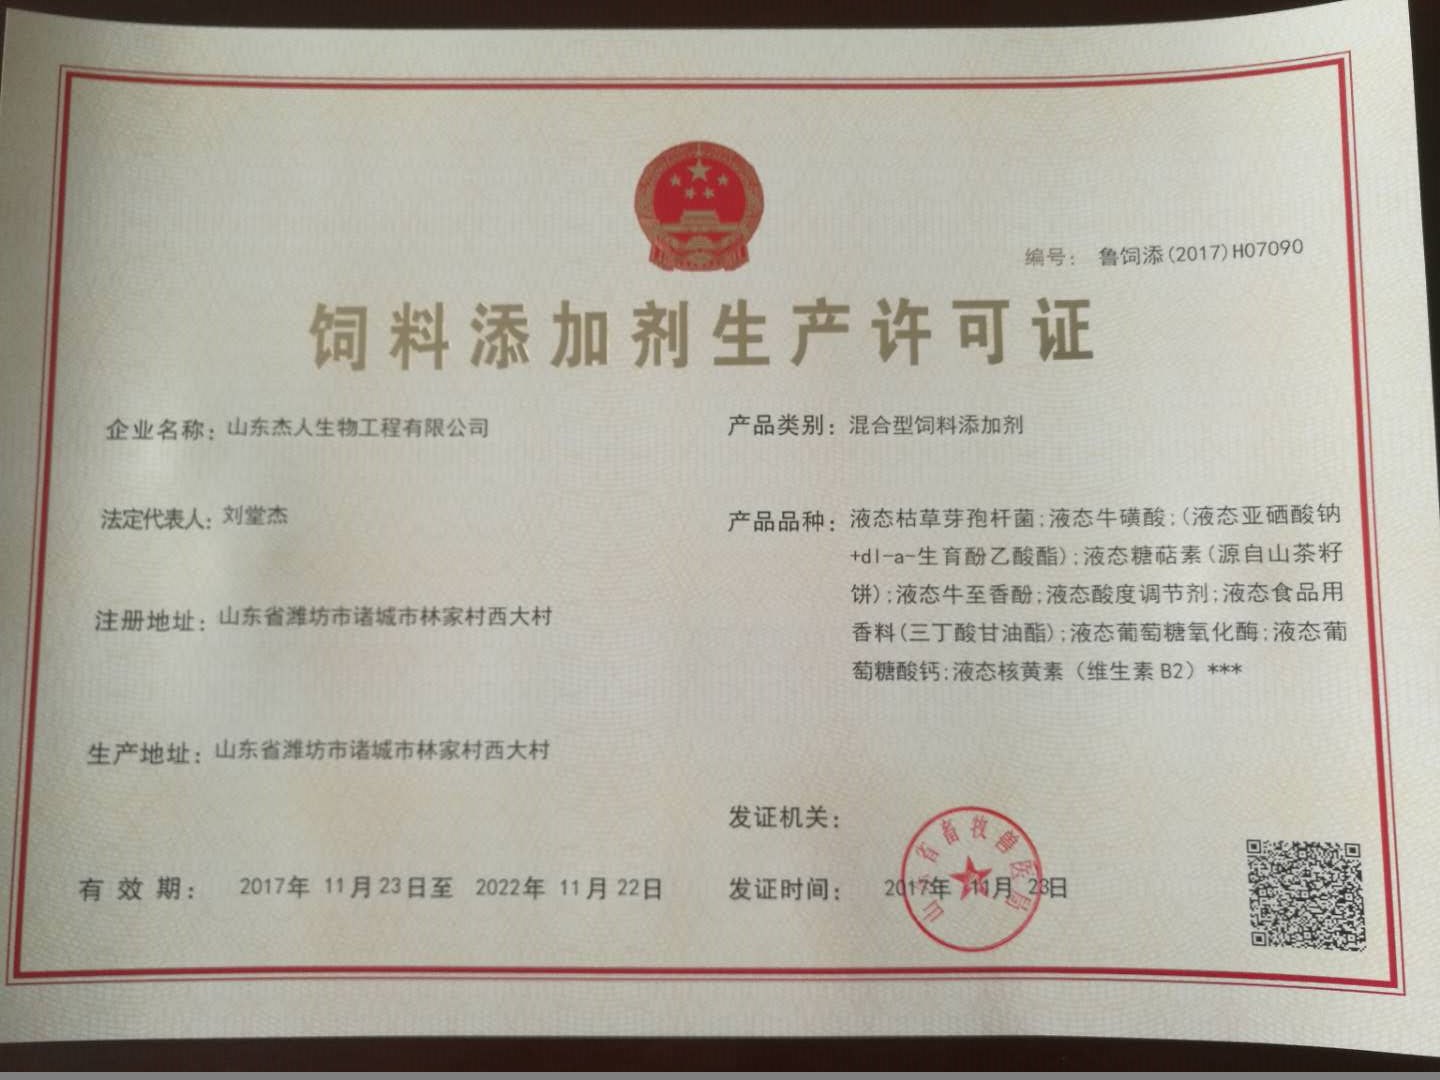 编号： 鲁饲添(2017)H07090
饲料添加剂生产许可证
企业名称：山东杰人生物工程有限公司
法定代表人：刘堂杰
注册地址：山东省潍坊市诸城市林家村西大村
生产地址：山东省潍坊市诸城市林家村西大村
有 效 期： 2017年 11月23日至 2022年 11月22日
产品类别：混合型饲料添加剂
产品品种：液态枯草芽孢杆菌;液态牛磺酸;(液态亚硒酸钠
+dl-a-生育酚乙酸酯);液态糖萜素(源自山茶籽
饼);液态牛至香酚;液态酸度调节剂;液态食品用
香料(三丁酸甘油酯);液态葡萄糖氧化酶;液态葡
萄糖酸钙;液态核黄素（维生素B2）***
发证机关：
山东省畜牧兽医局
发证时间： 2017年 11月 23日